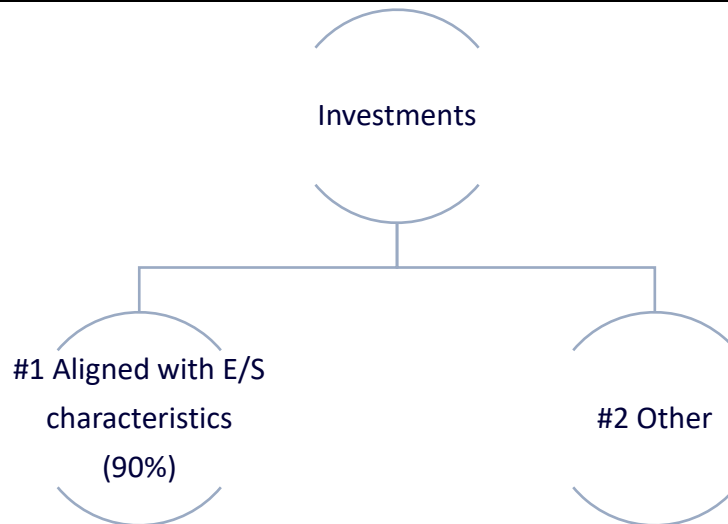 Investments
#1 Aligned with E/S
characteristics
(90%)
#2 Other